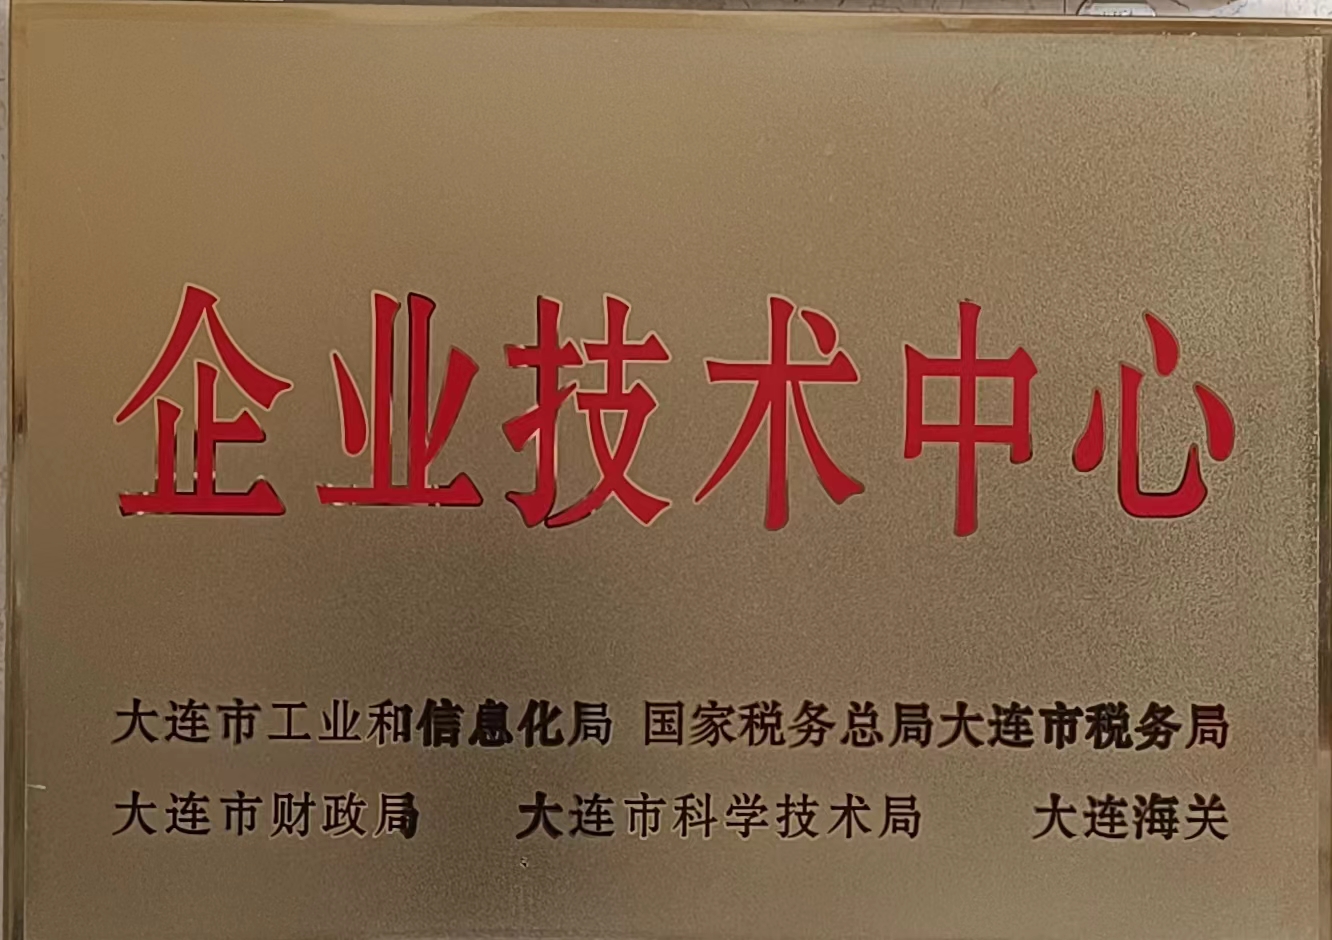 企业技术中心
大连市工业和信息化局 国家税务总局大连市税务局
大连市财政局 大连市科学技术局 大连海关